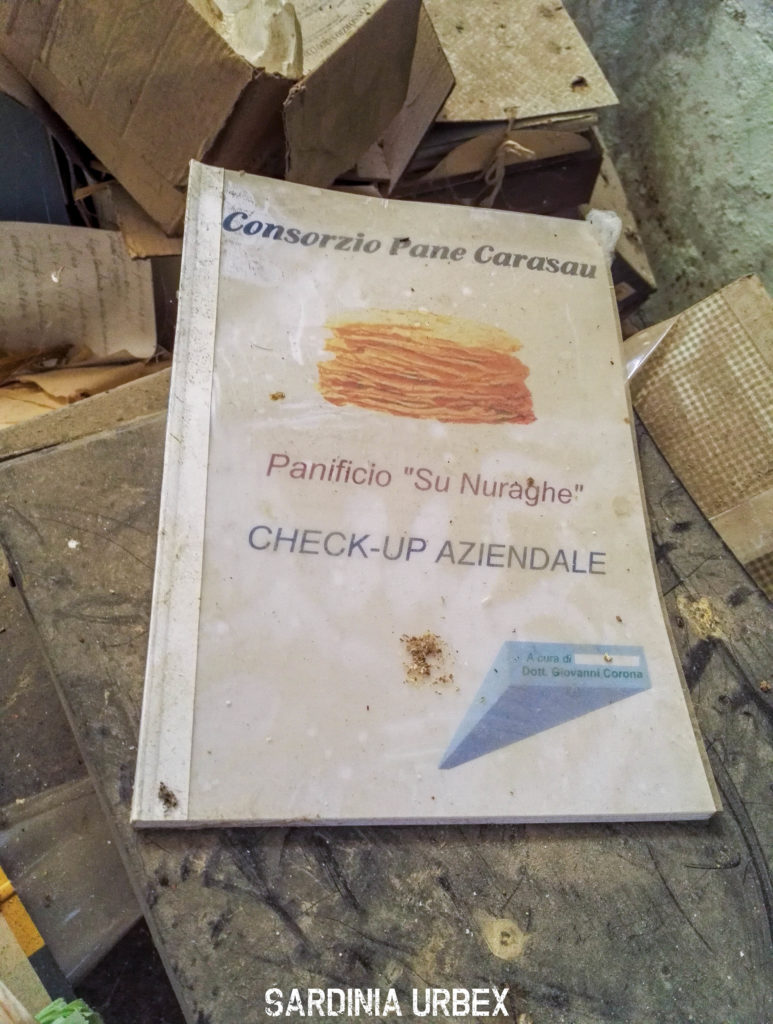 Consorzio Pane Carasau
Panificio "Su Nuraghe"
CHECK-UP AZIENDALE
A cura di
Dott. Giovanni Corona
SARDINIA URBEX